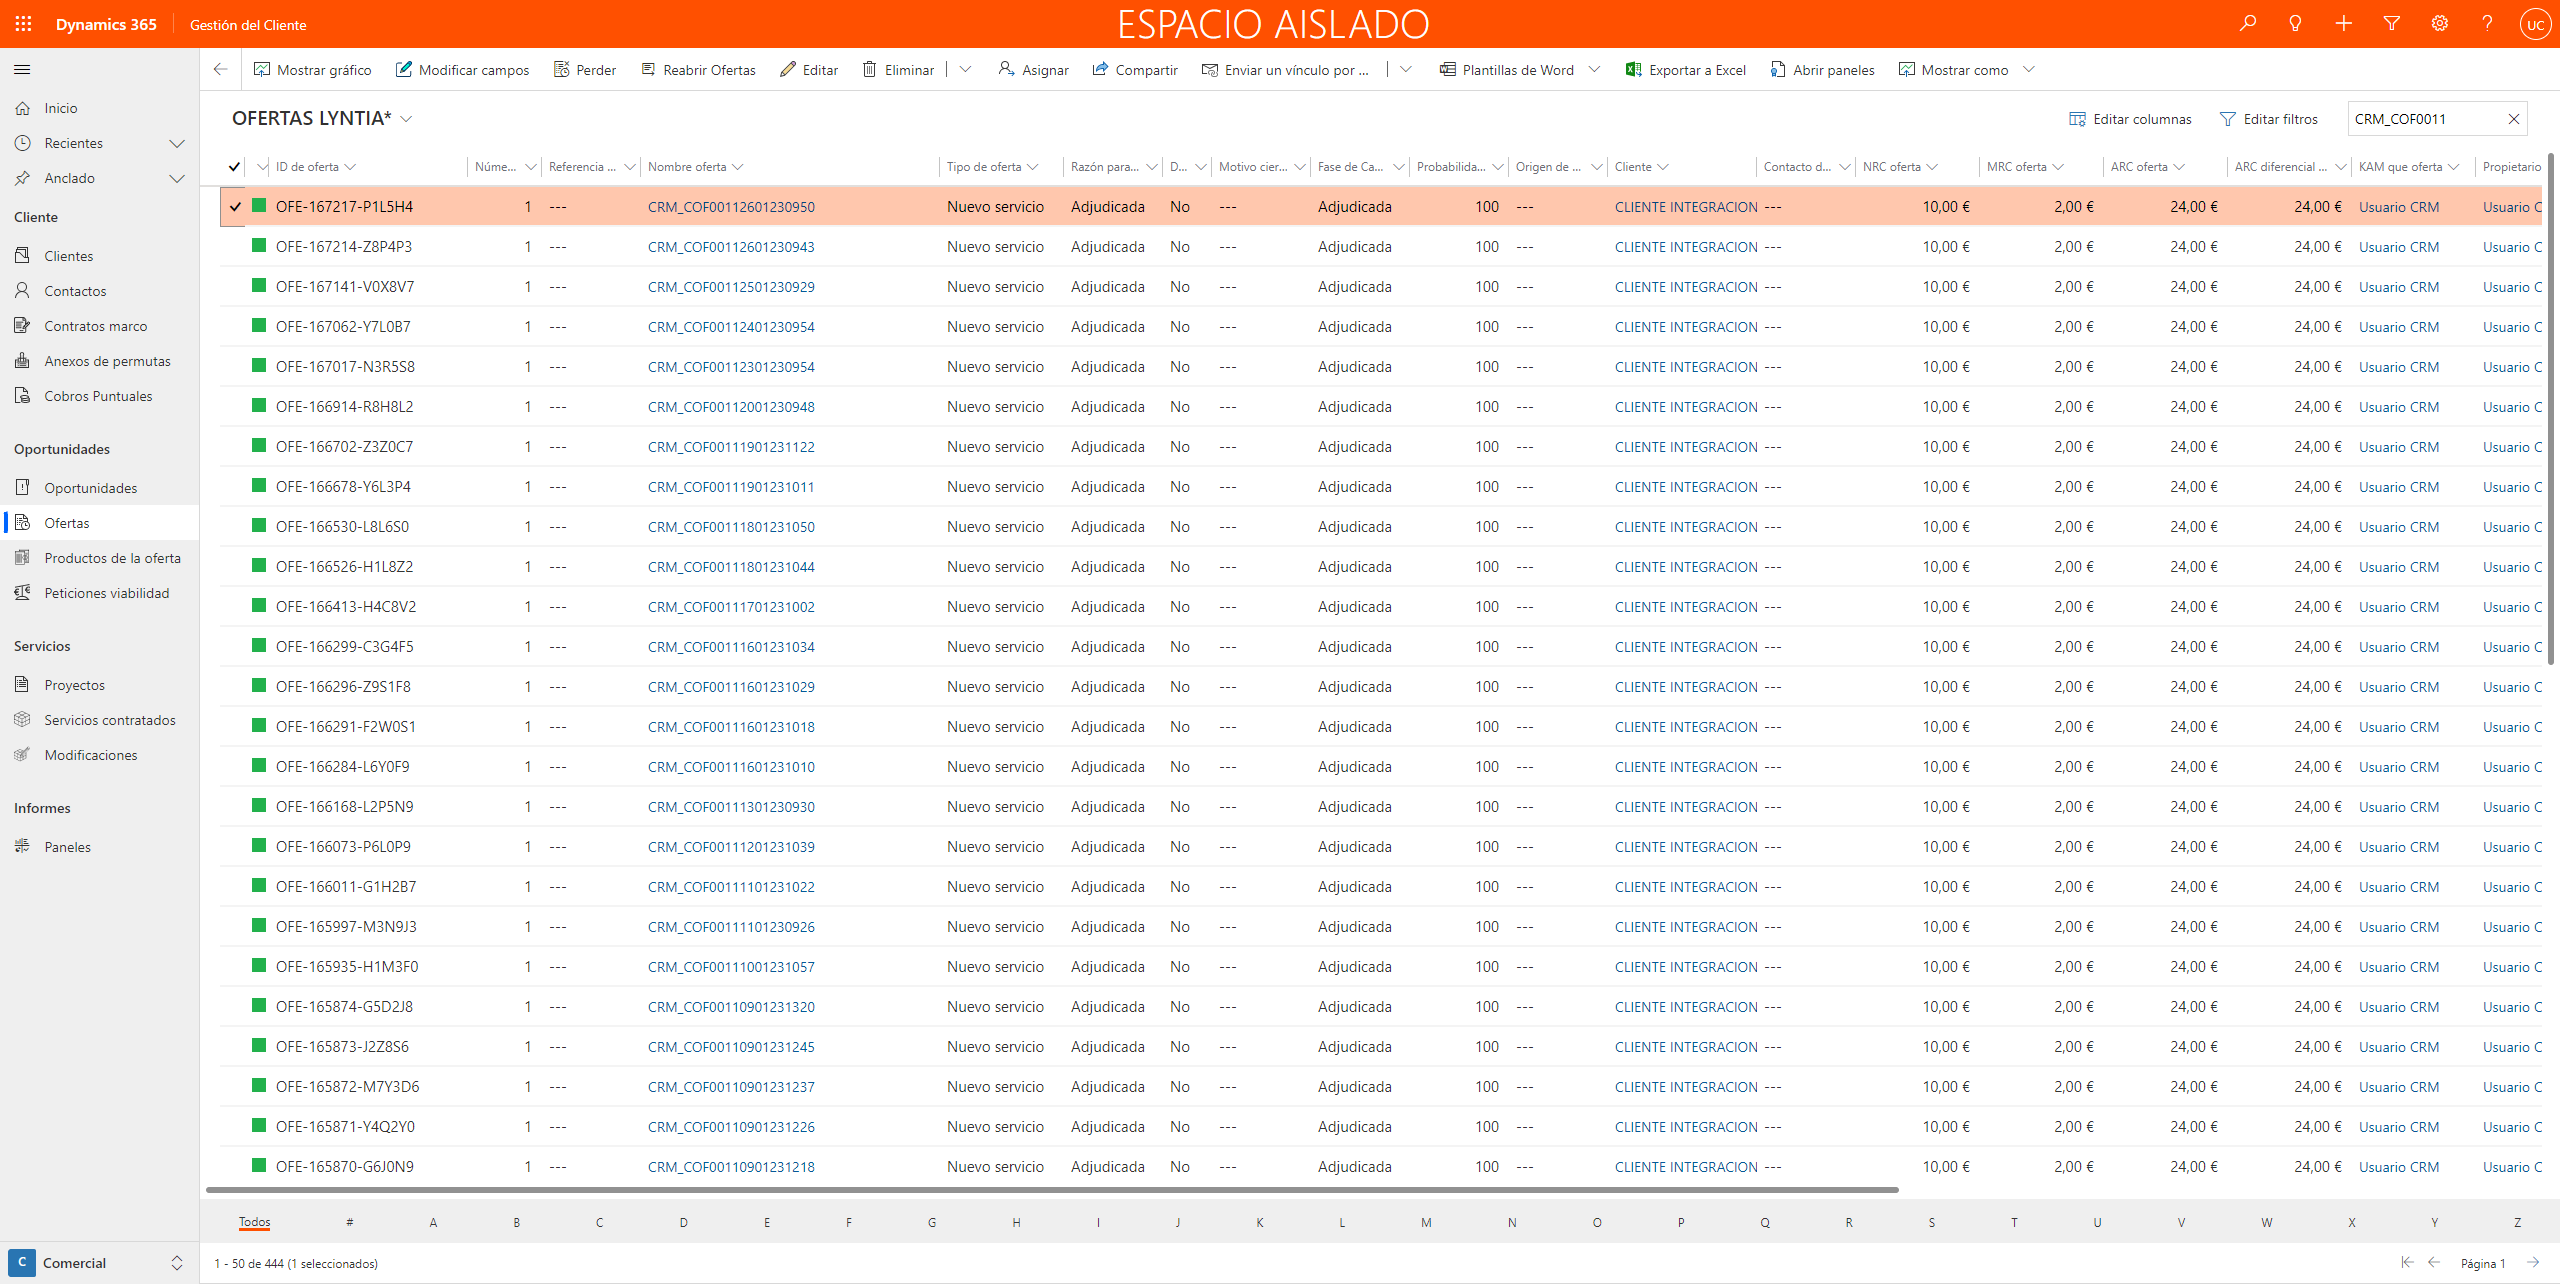 Dynamics 365 Gestión del Cliente ESPACIO AISLADO UC
Mostrar gráfico Modificar campos Perder Reabrir Ofertas Editar Eliminar Asignar Compartir Enviar un vínculo por ... Plantillas de Word Exportar a Excel Abrir paneles Mostrar como
Inicio
Recientes
Anclado
Cliente
Clientes
Contactos
Contratos marco
Anexos de permutas
Cobros Puntuales
Oportunidades
Oportunidades
Ofertas
Productos de la oferta
Peticiones viabilidad
Servicios
Proyectos
Servicios contratados
Modificaciones
Informes
Paneles
C Comercial
OFERTAS LYNTIA* Editar columnas Editar filtros CRM_COF0011
ID de oferta Núme... Referencia ... Nombre oferta Tipo de oferta Razón para... D... Motivo cier... Fase de Ca... Probabilida... Origen de ... Cliente Contacto d... NRC oferta MRC oferta ARC oferta ARC diferencial ... KAM que oferta Propietario
OFE-167217-P1L5H4 1 --- CRM_COF00112601230950 Nuevo servicio Adjudicada No --- Adjudicada 100 --- CLIENTE INTEGRACION --- 10,00 € 2,00 € 24,00 € 24,00 € Usuario CRM Usuario C
OFE-167214-Z8P4P3 1 --- CRM_COF00112601230943 Nuevo servicio Adjudicada No --- Adjudicada 100 --- CLIENTE INTEGRACION --- 10,00 € 2,00 € 24,00 € 24,00 € Usuario CRM Usuario C
OFE-167141-V0X8V7 1 --- CRM_COF00112501230929 Nuevo servicio Adjudicada No --- Adjudicada 100 --- CLIENTE INTEGRACION --- 10,00 € 2,00 € 24,00 € 24,00 € Usuario CRM Usuario C
OFE-167062-Y7L0B7 1 --- CRM_COF00112401230954 Nuevo servicio Adjudicada No --- Adjudicada 100 --- CLIENTE INTEGRACION --- 10,00 € 2,00 € 24,00 € 24,00 € Usuario CRM Usuario C
OFE-167017-N3R5S8 1 --- CRM_COF00112301230954 Nuevo servicio Adjudicada No --- Adjudicada 100 --- CLIENTE INTEGRACION --- 10,00 € 2,00 € 24,00 € 24,00 € Usuario CRM Usuario C
OFE-166914-R8H8L2 1 --- CRM_COF00112001230948 Nuevo servicio Adjudicada No --- Adjudicada 100 --- CLIENTE INTEGRACION --- 10,00 € 2,00 € 24,00 € 24,00 € Usuario CRM Usuario C
OFE-166702-Z3Z0C7 1 --- CRM_COF00111901231122 Nuevo servicio Adjudicada No --- Adjudicada 100 --- CLIENTE INTEGRACION --- 10,00 € 2,00 € 24,00 € 24,00 € Usuario CRM Usuario C
OFE-166678-Y6L3P4 1 --- CRM_COF00111901231011 Nuevo servicio Adjudicada No --- Adjudicada 100 --- CLIENTE INTEGRACION --- 10,00 € 2,00 € 24,00 € 24,00 € Usuario CRM Usuario C
OFE-166530-L8L6S0 1 --- CRM_COF00111801231050 Nuevo servicio Adjudicada No --- Adjudicada 100 --- CLIENTE INTEGRACION --- 10,00 € 2,00 € 24,00 € 24,00 € Usuario CRM Usuario C
OFE-166526-H1L8Z2 1 --- CRM_COF00111801231044 Nuevo servicio Adjudicada No --- Adjudicada 100 --- CLIENTE INTEGRACION --- 10,00 € 2,00 € 24,00 € 24,00 € Usuario CRM Usuario C
OFE-166413-H4C8V2 1 --- CRM_COF00111701231002 Nuevo servicio Adjudicada No --- Adjudicada 100 --- CLIENTE INTEGRACION --- 10,00 € 2,00 € 24,00 € 24,00 € Usuario CRM Usuario C
OFE-166299-C3G4F5 1 --- CRM_COF00111601231034 Nuevo servicio Adjudicada No --- Adjudicada 100 --- CLIENTE INTEGRACION --- 10,00 € 2,00 € 24,00 € 24,00 € Usuario CRM Usuario C
OFE-166296-Z9S1F8 1 --- CRM_COF00111601231029 Nuevo servicio Adjudicada No --- Adjudicada 100 --- CLIENTE INTEGRACION --- 10,00 € 2,00 € 24,00 € 24,00 € Usuario CRM Usuario C
OFE-166291-F2W0S1 1 --- CRM_COF00111601231018 Nuevo servicio Adjudicada No --- Adjudicada 100 --- CLIENTE INTEGRACION --- 10,00 € 2,00 € 24,00 € 24,00 € Usuario CRM Usuario C
OFE-166284-L6Y0F9 1 --- CRM_COF00111601231010 Nuevo servicio Adjudicada No --- Adjudicada 100 --- CLIENTE INTEGRACION --- 10,00 € 2,00 € 24,00 € 24,00 € Usuario CRM Usuario C
OFE-166168-L2P5N9 1 --- CRM_COF00111301230930 Nuevo servicio Adjudicada No --- Adjudicada 100 --- CLIENTE INTEGRACION --- 10,00 € 2,00 € 24,00 € 24,00 € Usuario CRM Usuario C
OFE-166073-P6L0P9 1 --- CRM_COF00111201231039 Nuevo servicio Adjudicada No --- Adjudicada 100 --- CLIENTE INTEGRACION --- 10,00 € 2,00 € 24,00 € 24,00 € Usuario CRM Usuario C
OFE-166011-G1H2B7 1 --- CRM_COF00111101231022 Nuevo servicio Adjudicada No --- Adjudicada 100 --- CLIENTE INTEGRACION --- 10,00 € 2,00 € 24,00 € 24,00 € Usuario CRM Usuario C
OFE-165997-M3N9J3 1 --- CRM_COF00111101230926 Nuevo servicio Adjudicada No --- Adjudicada 100 --- CLIENTE INTEGRACION --- 10,00 € 2,00 € 24,00 € 24,00 € Usuario CRM Usuario C
OFE-165935-H1M3F0 1 --- CRM_COF00111001231057 Nuevo servicio Adjudicada No --- Adjudicada 100 --- CLIENTE INTEGRACION --- 10,00 € 2,00 € 24,00 € 24,00 € Usuario CRM Usuario C
OFE-165874-G5D2J8 1 --- CRM_COF00110901231320 Nuevo servicio Adjudicada No --- Adjudicada 100 --- CLIENTE INTEGRACION --- 10,00 € 2,00 € 24,00 € 24,00 € Usuario CRM Usuario C
OFE-165873-J2Z8S6 1 --- CRM_COF00110901231245 Nuevo servicio Adjudicada No --- Adjudicada 100 --- CLIENTE INTEGRACION --- 10,00 € 2,00 € 24,00 € 24,00 € Usuario CRM Usuario C
OFE-165872-M7Y3D6 1 --- CRM_COF00110901231237 Nuevo servicio Adjudicada No --- Adjudicada 100 --- CLIENTE INTEGRACION --- 10,00 € 2,00 € 24,00 € 24,00 € Usuario CRM Usuario C
OFE-165871-Y4Q2Y0 1 --- CRM_COF00110901231226 Nuevo servicio Adjudicada No --- Adjudicada 100 --- CLIENTE INTEGRACION --- 10,00 € 2,00 € 24,00 € 24,00 € Usuario CRM Usuario C
OFE-165870-G6J0N9 1 --- CRM_COF00110901231218 Nuevo servicio Adjudicada No --- Adjudicada 100 --- CLIENTE INTEGRACION --- 10,00 € 2,00 € 24,00 € 24,00 € Usuario CRM Usuario C
Todos # A B C D E F G H I J K L M N O P Q R S T U V W X Y Z
1 - 50 de 444 (1 seleccionados) Página 1